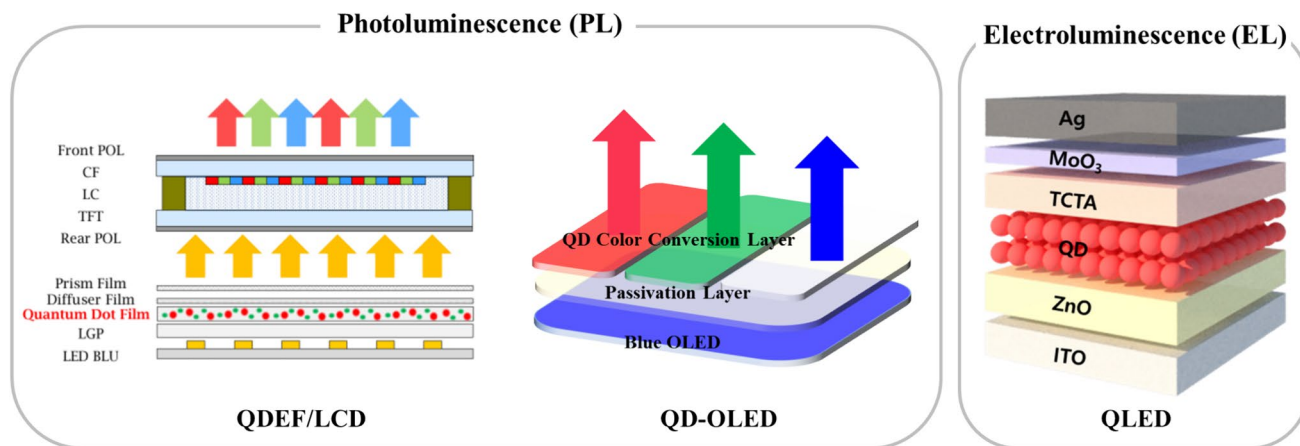 Photoluminescence (PL)
Front POL
CF
LC
TFT
Rear POL
Prism Film
Diffuser Film
Quantum Dot Film
LGP
LED BLU
QDEF/LCD
QD Color Conversion Layer
Passivation Layer
Blue OLED
QD-OLED
Electroluminescence (EL)
Ag
MoO₃
TCTA
QD
ZnO
ITO
QLED